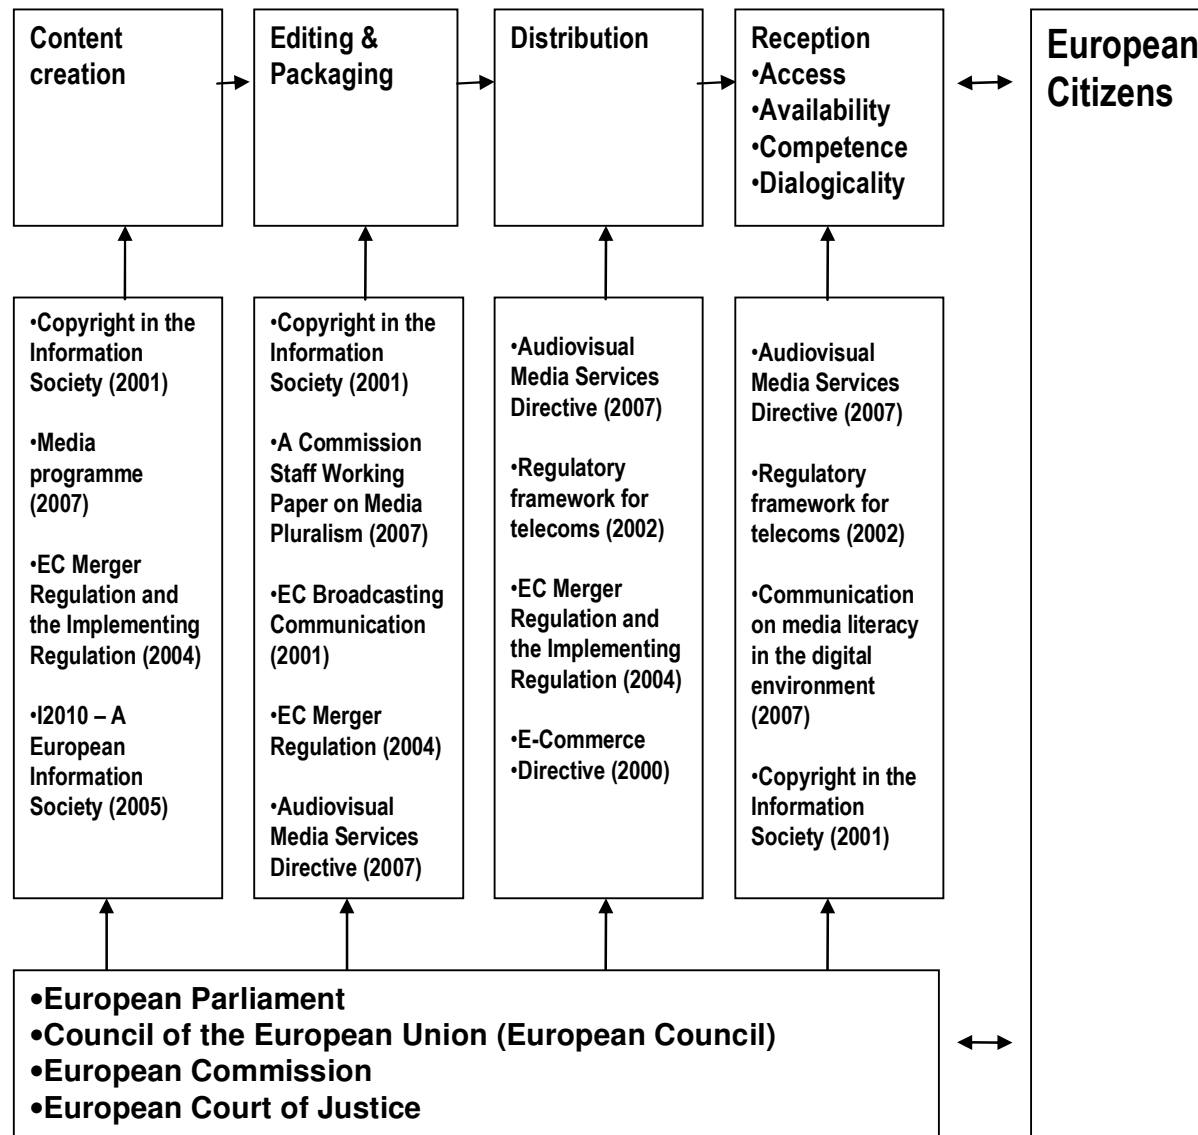 Content
creation
Editing &
Packaging
Distribution
Reception
•Access
•Availability
•Competence
•Dialogicality
European
Citizens
•Copyright in the
Information
Society (2001)
•Media
programme
(2007)
•EC Merger
Regulation and
the Implementing
Regulation (2004)
•I2010 – A
European
Information
Society (2005)
•Copyright in the
Information
Society (2001)
•A Commission
Staff Working
Paper on Media
Pluralism (2007)
•EC Broadcasting
Communication
(2001)
•EC Merger
Regulation (2004)
•Audiovisual
Media Services
Directive (2007)
•Audiovisual
Media Services
Directive (2007)
•Regulatory
framework for
telecoms (2002)
•EC Merger
Regulation and
the Implementing
Regulation (2004)
•E-Commerce
•Directive (2000)
•Audiovisual
Media Services
Directive (2007)
•Regulatory
framework for
telecoms (2002)
•Communication
on media literacy
in the digital
environment
(2007)
•Copyright in the
Information
Society (2001)
•European Parliament
•Council of the European Union (European Council)
•European Commission
•European Court of Justice